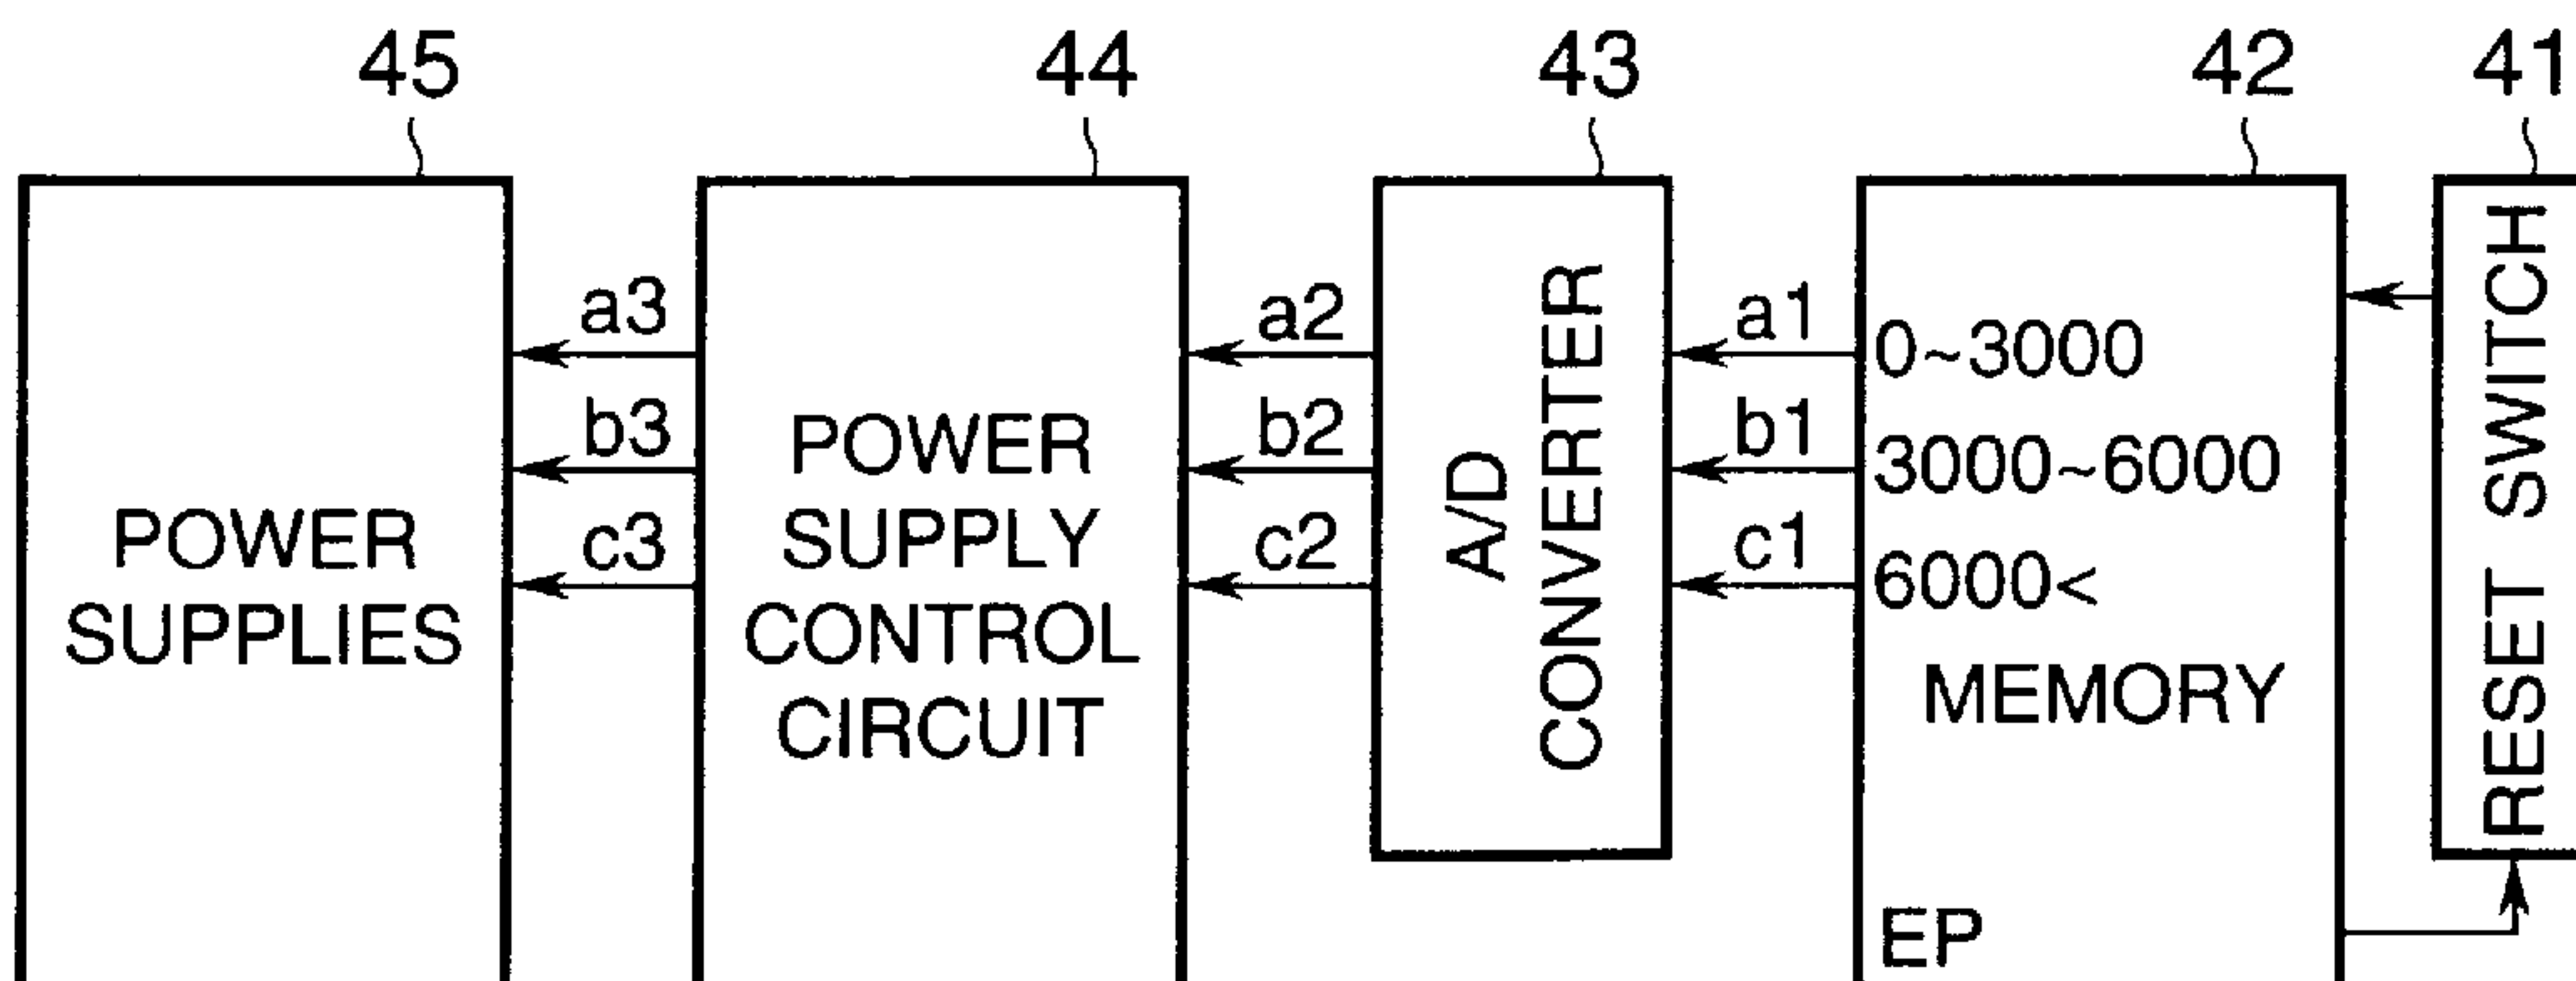 45
44
43
42
41
a3
b3
c3
a2
b2
c2
a1
b1
c1
POWER
SUPPLIES
POWER
SUPPLY
CONTROL
CIRCUIT
A/D
CONVERTER
0~3000
3000~6000
6000<
MEMORY
EP
RESET SWITCH